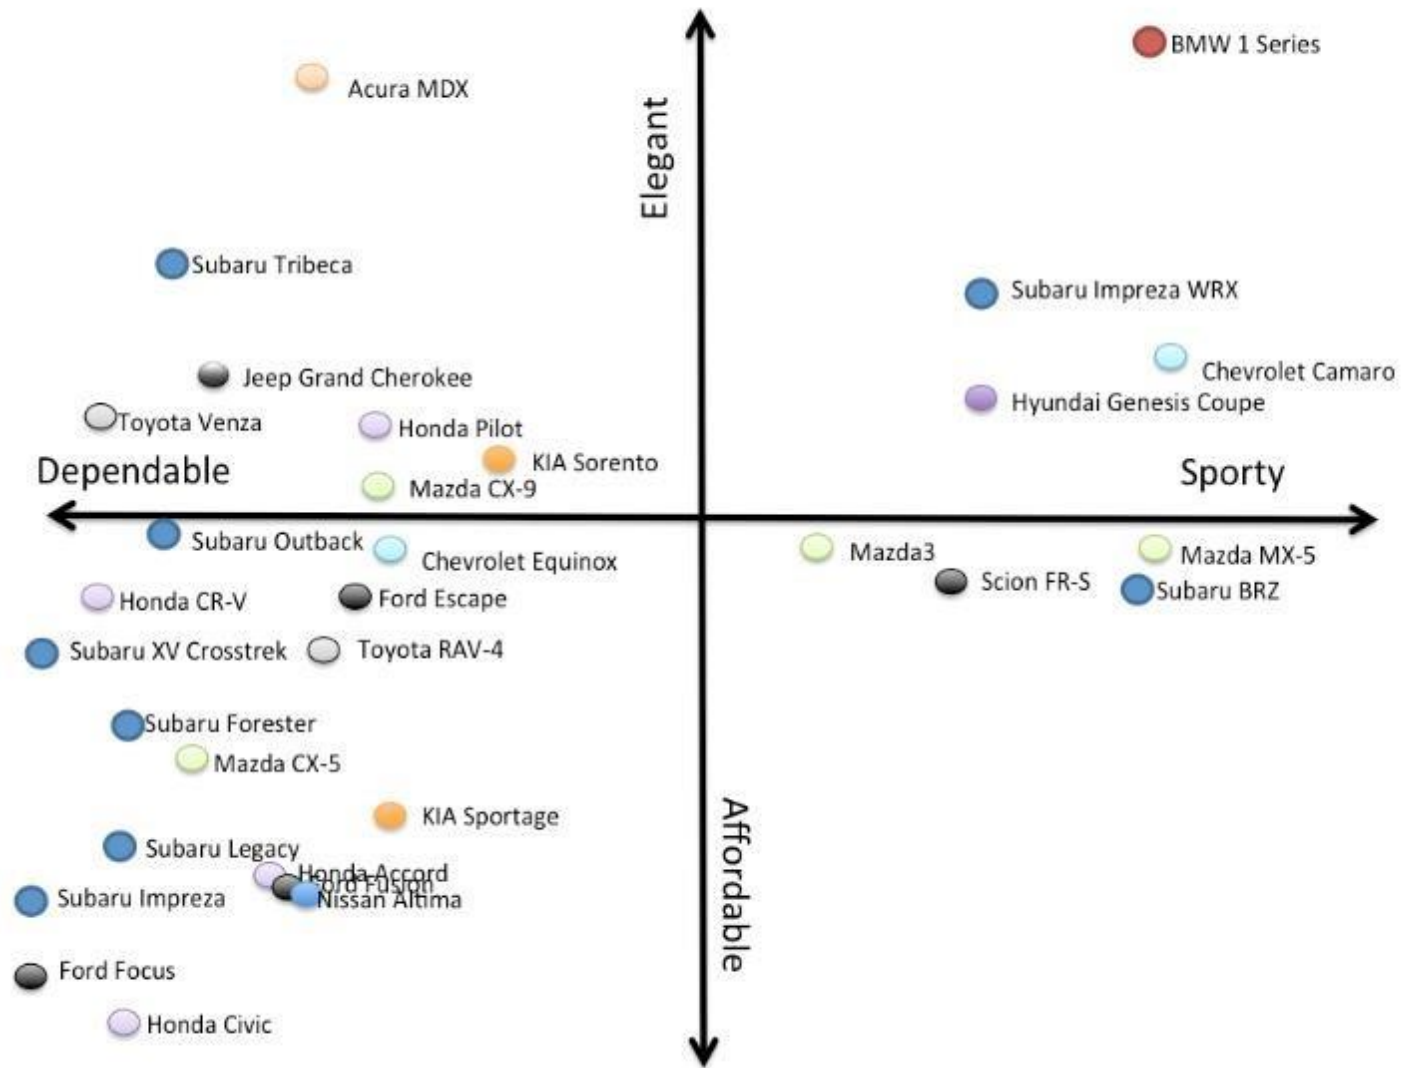 BMW 1 Series
Acura MDX
Elegant
Subaru Tribeca
Subaru Impreza WRX
Chevrolet Camaro
Jeep Grand Cherokee
Hyundai Genesis Coupe
Toyota Venza
Honda Pilot
KIA Sorento
Dependable
Sporty
Mazda CX-9
Subaru Outback
Chevrolet Equinox
Mazda3
Mazda MX-5
Scion FR-S
Subaru BRZ
Honda CR-V
Ford Escape
Subaru XV Crosstrek
Toyota RAV-4
Subaru Forester
Mazda CX-5
KIA Sportage
Affordable
Subaru Legacy
Honda Accord
Ford Fusion
Nissan Altima
Subaru Impreza
Ford Focus
Honda Civic